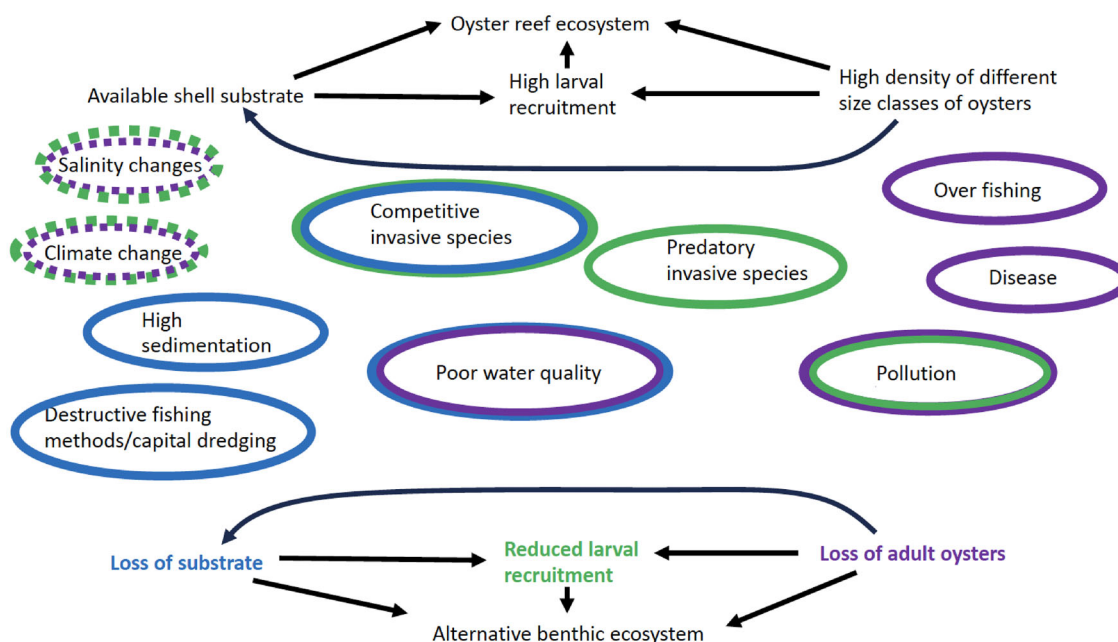 Oyster reef ecosystem
Available shell substrate
High larval
recruitment
High density of different
size classes of oysters
Salinity changes
Competitive
invasive species
Over fishing
Climate change
Predatory
invasive species
Disease
High
sedimentation
Poor water quality
Pollution
Destructive fishing
methods/capital dredging
Loss of substrate
Reduced larval
recruitment
Loss of adult oysters
Alternative benthic ecosystem